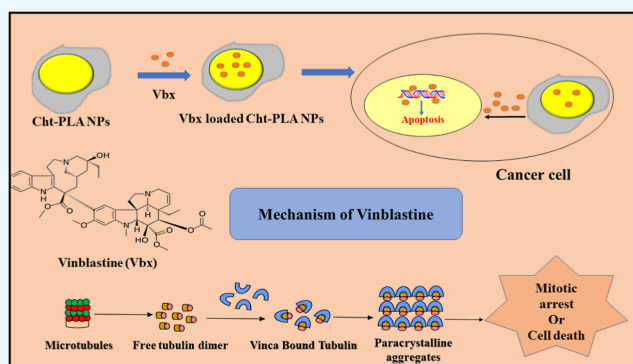 Vbx
Cht-PLA NPs
Vbx loaded Cht-PLA NPs
Apoptosis
Cancer cell
OH
N
N
H
O
O
O
N
N
HO
O
O
O
O
Vinblastine (Vbx)
Mechanism of Vinblastine
Microtubules
Free tubulin dimer
Vinca Bound Tubulin
Paracrystalline
aggregates
Mitotic
arrest
Or
Cell death